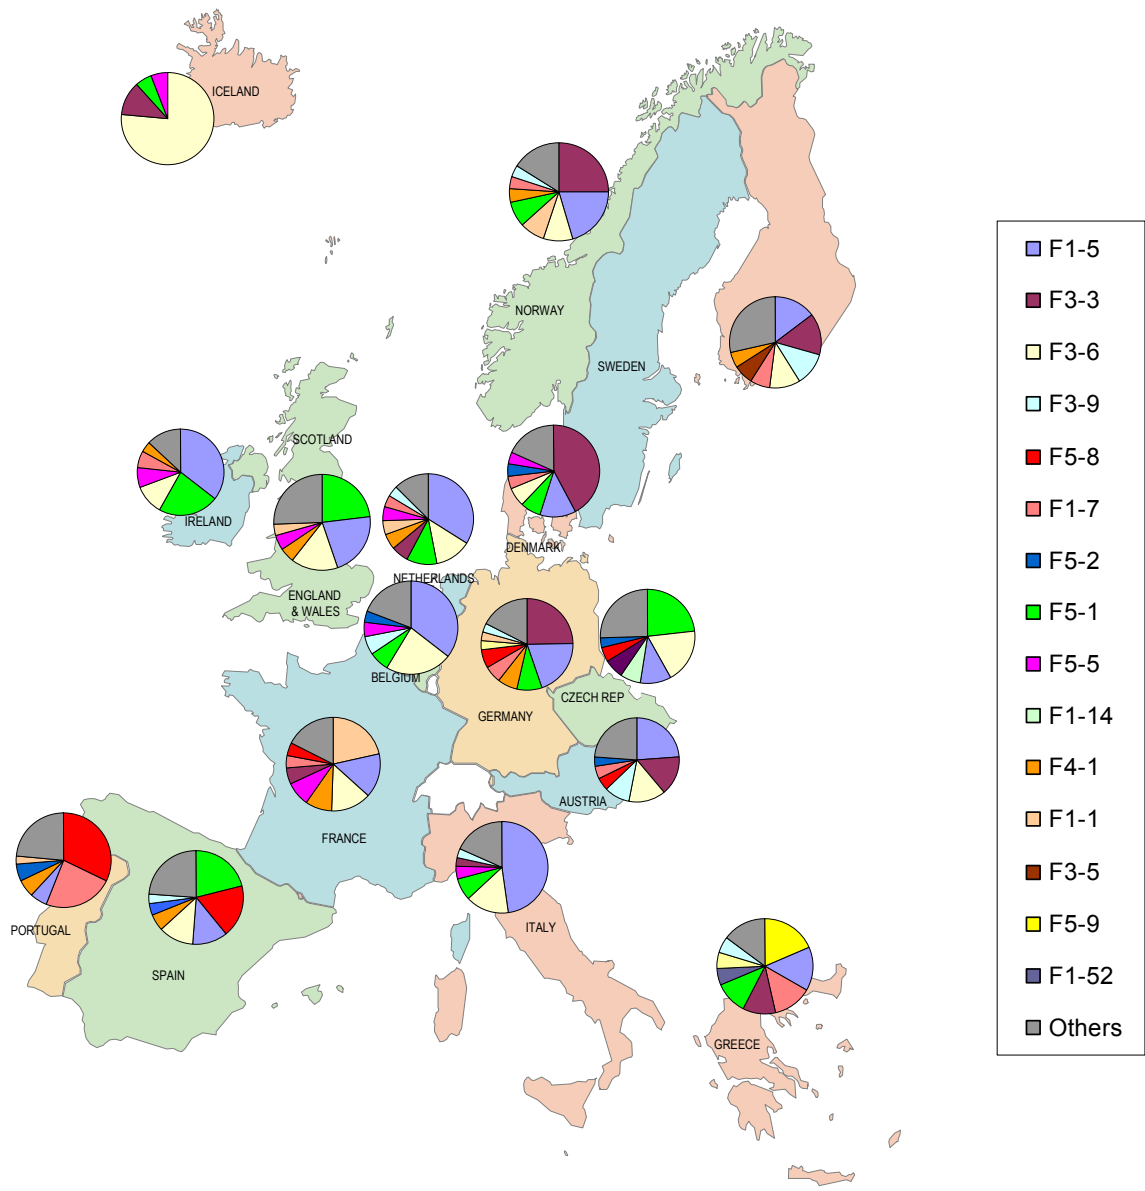 ICELAND
NORWAY
SWEDEN
SCOTLAND
IRELAND
DENMARK
NETHERLANDS
ENGLAND
& WALES
BELGIUM
CZECH REP
GERMANY
AUSTRIA
FRANCE
ITALY
PORTUGAL
SPAIN
GREECE
F1-5
F3-3
F3-6
F3-9
F5-8
F1-7
F5-2
F5-1
F5-5
F1-14
F4-1
F1-1
F3-5
F5-9
F1-52
Others